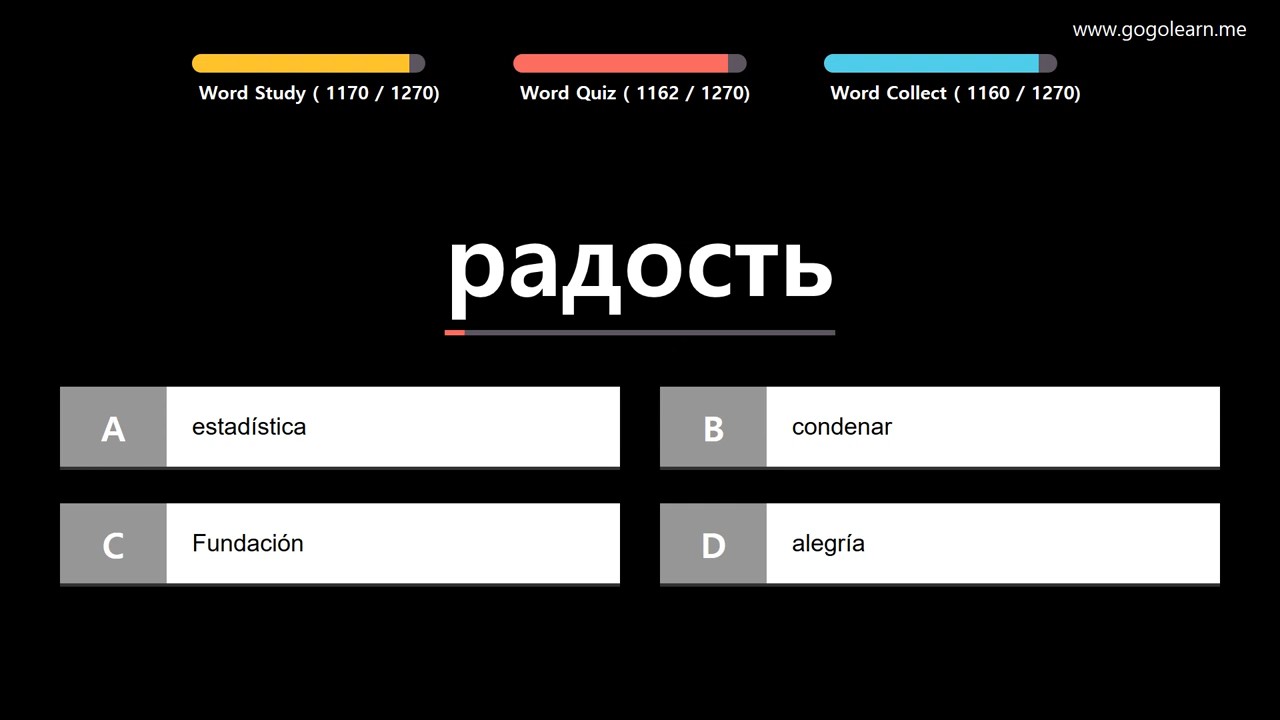 www.gogolearn.me
Word Study ( 1170 / 1270)
Word Quiz ( 1162 / 1270)
Word Collect ( 1160 / 1270)
радость
A estadística
B condenar
C Fundación
D alegría